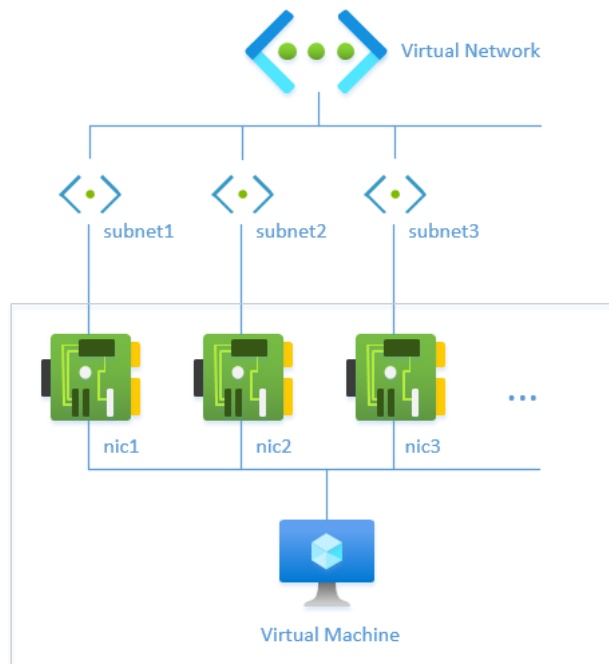 Virtual Network
subnet1
subnet2
subnet3
nic1
nic2
nic3
...
Virtual Machine